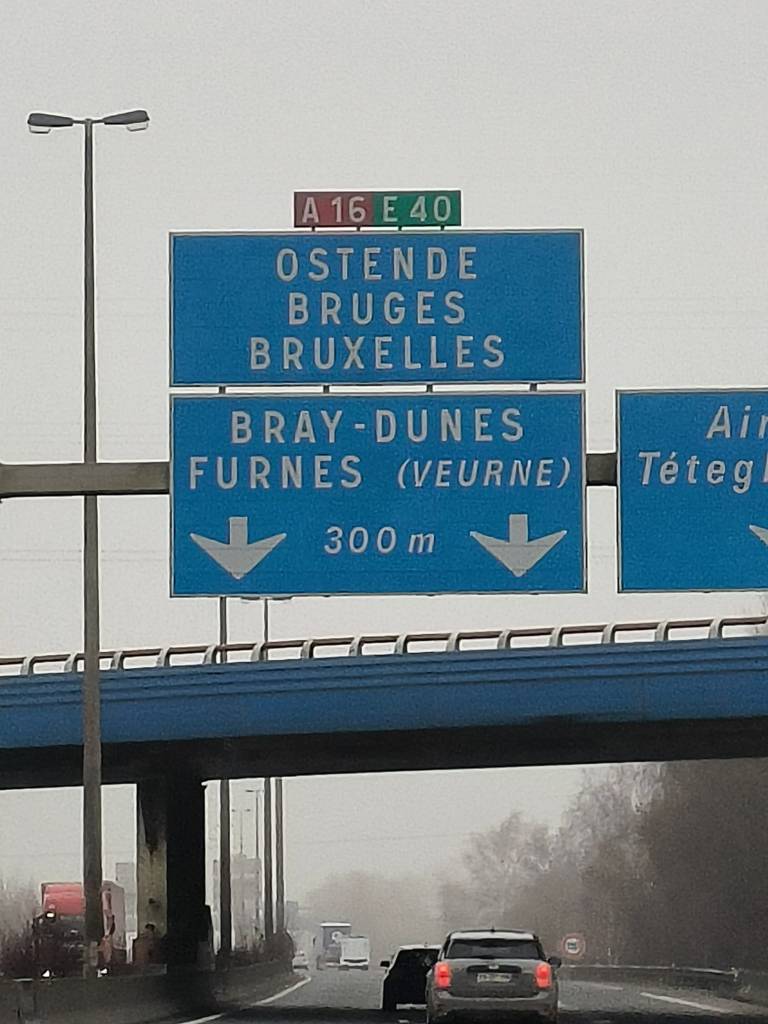 A 16 E 40
OSTENDE
BRUGES
BRUXELLES
BRAY-DUNES
FURNES (VEURNE)
300 m